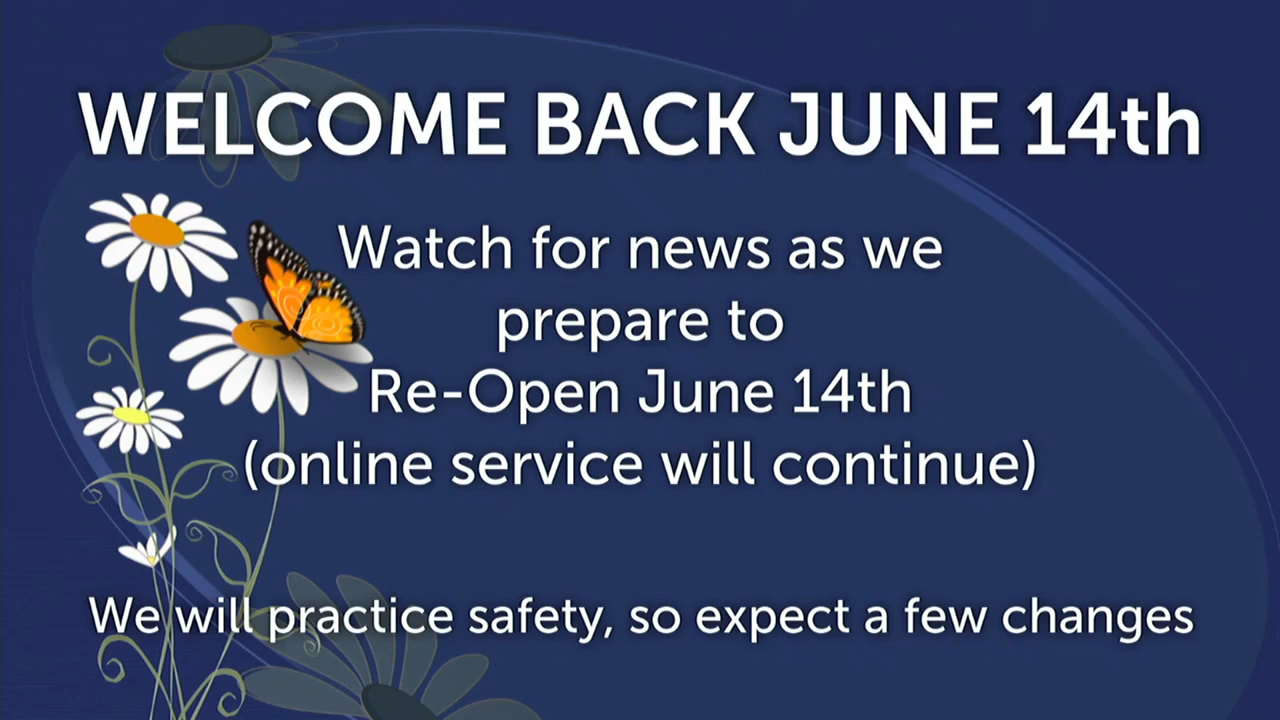 WELCOME BACK JUNE 14th
Watch for news as we
prepare to
Re-Open June 14th
(online service will continue)
We will practice safety, so expect a few changes